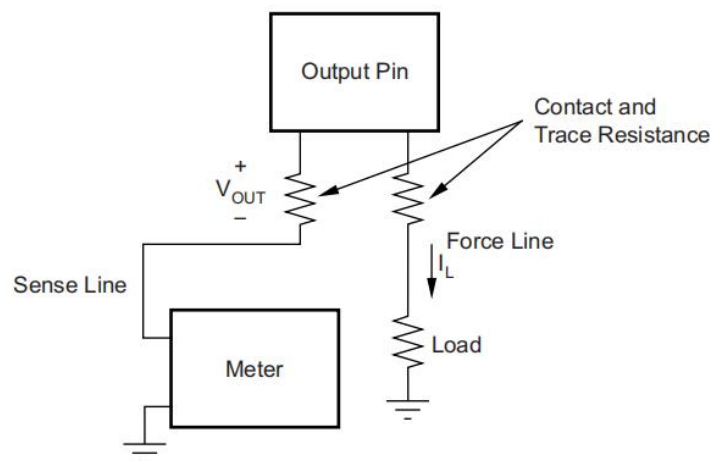 Output Pin
Contact and
Trace Resistance
+
VOUT
–
Force Line
IL
Sense Line
Load
Meter